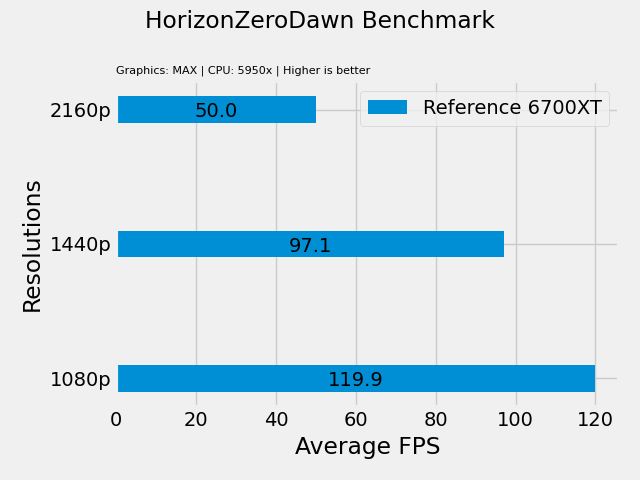 HorizonZeroDawn Benchmark
Graphics: MAX | CPU: 5950x | Higher is better
Reference 6700XT
Resolutions
2160p
50.0
1440p
97.1
1080p
119.9
0 20 40 60 80 100 120
Average FPS